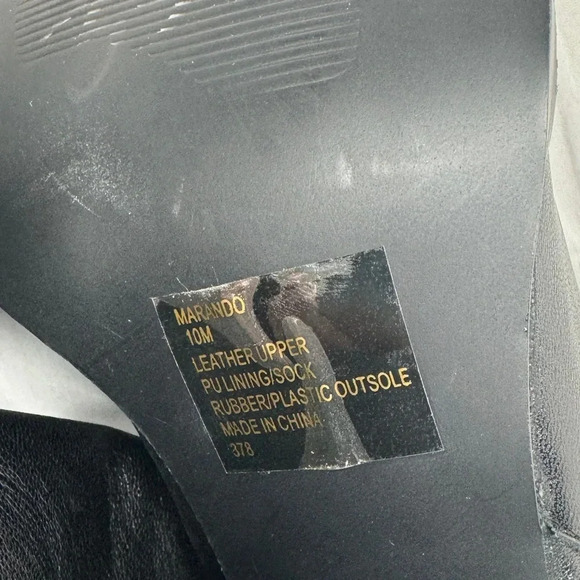 MARANDO
10M
LEATHER UPPER
PU LINING/SOCK
RUBBER/PLASTIC OUTSOLE
MADE IN CHINA
378